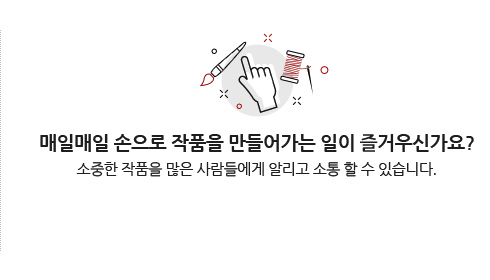 매일매일 손으로 작품을 만들어가는 일이 즐거우신가요?
소중한 작품을 많은 사람들에게 알리고 소통 할 수 있습니다.